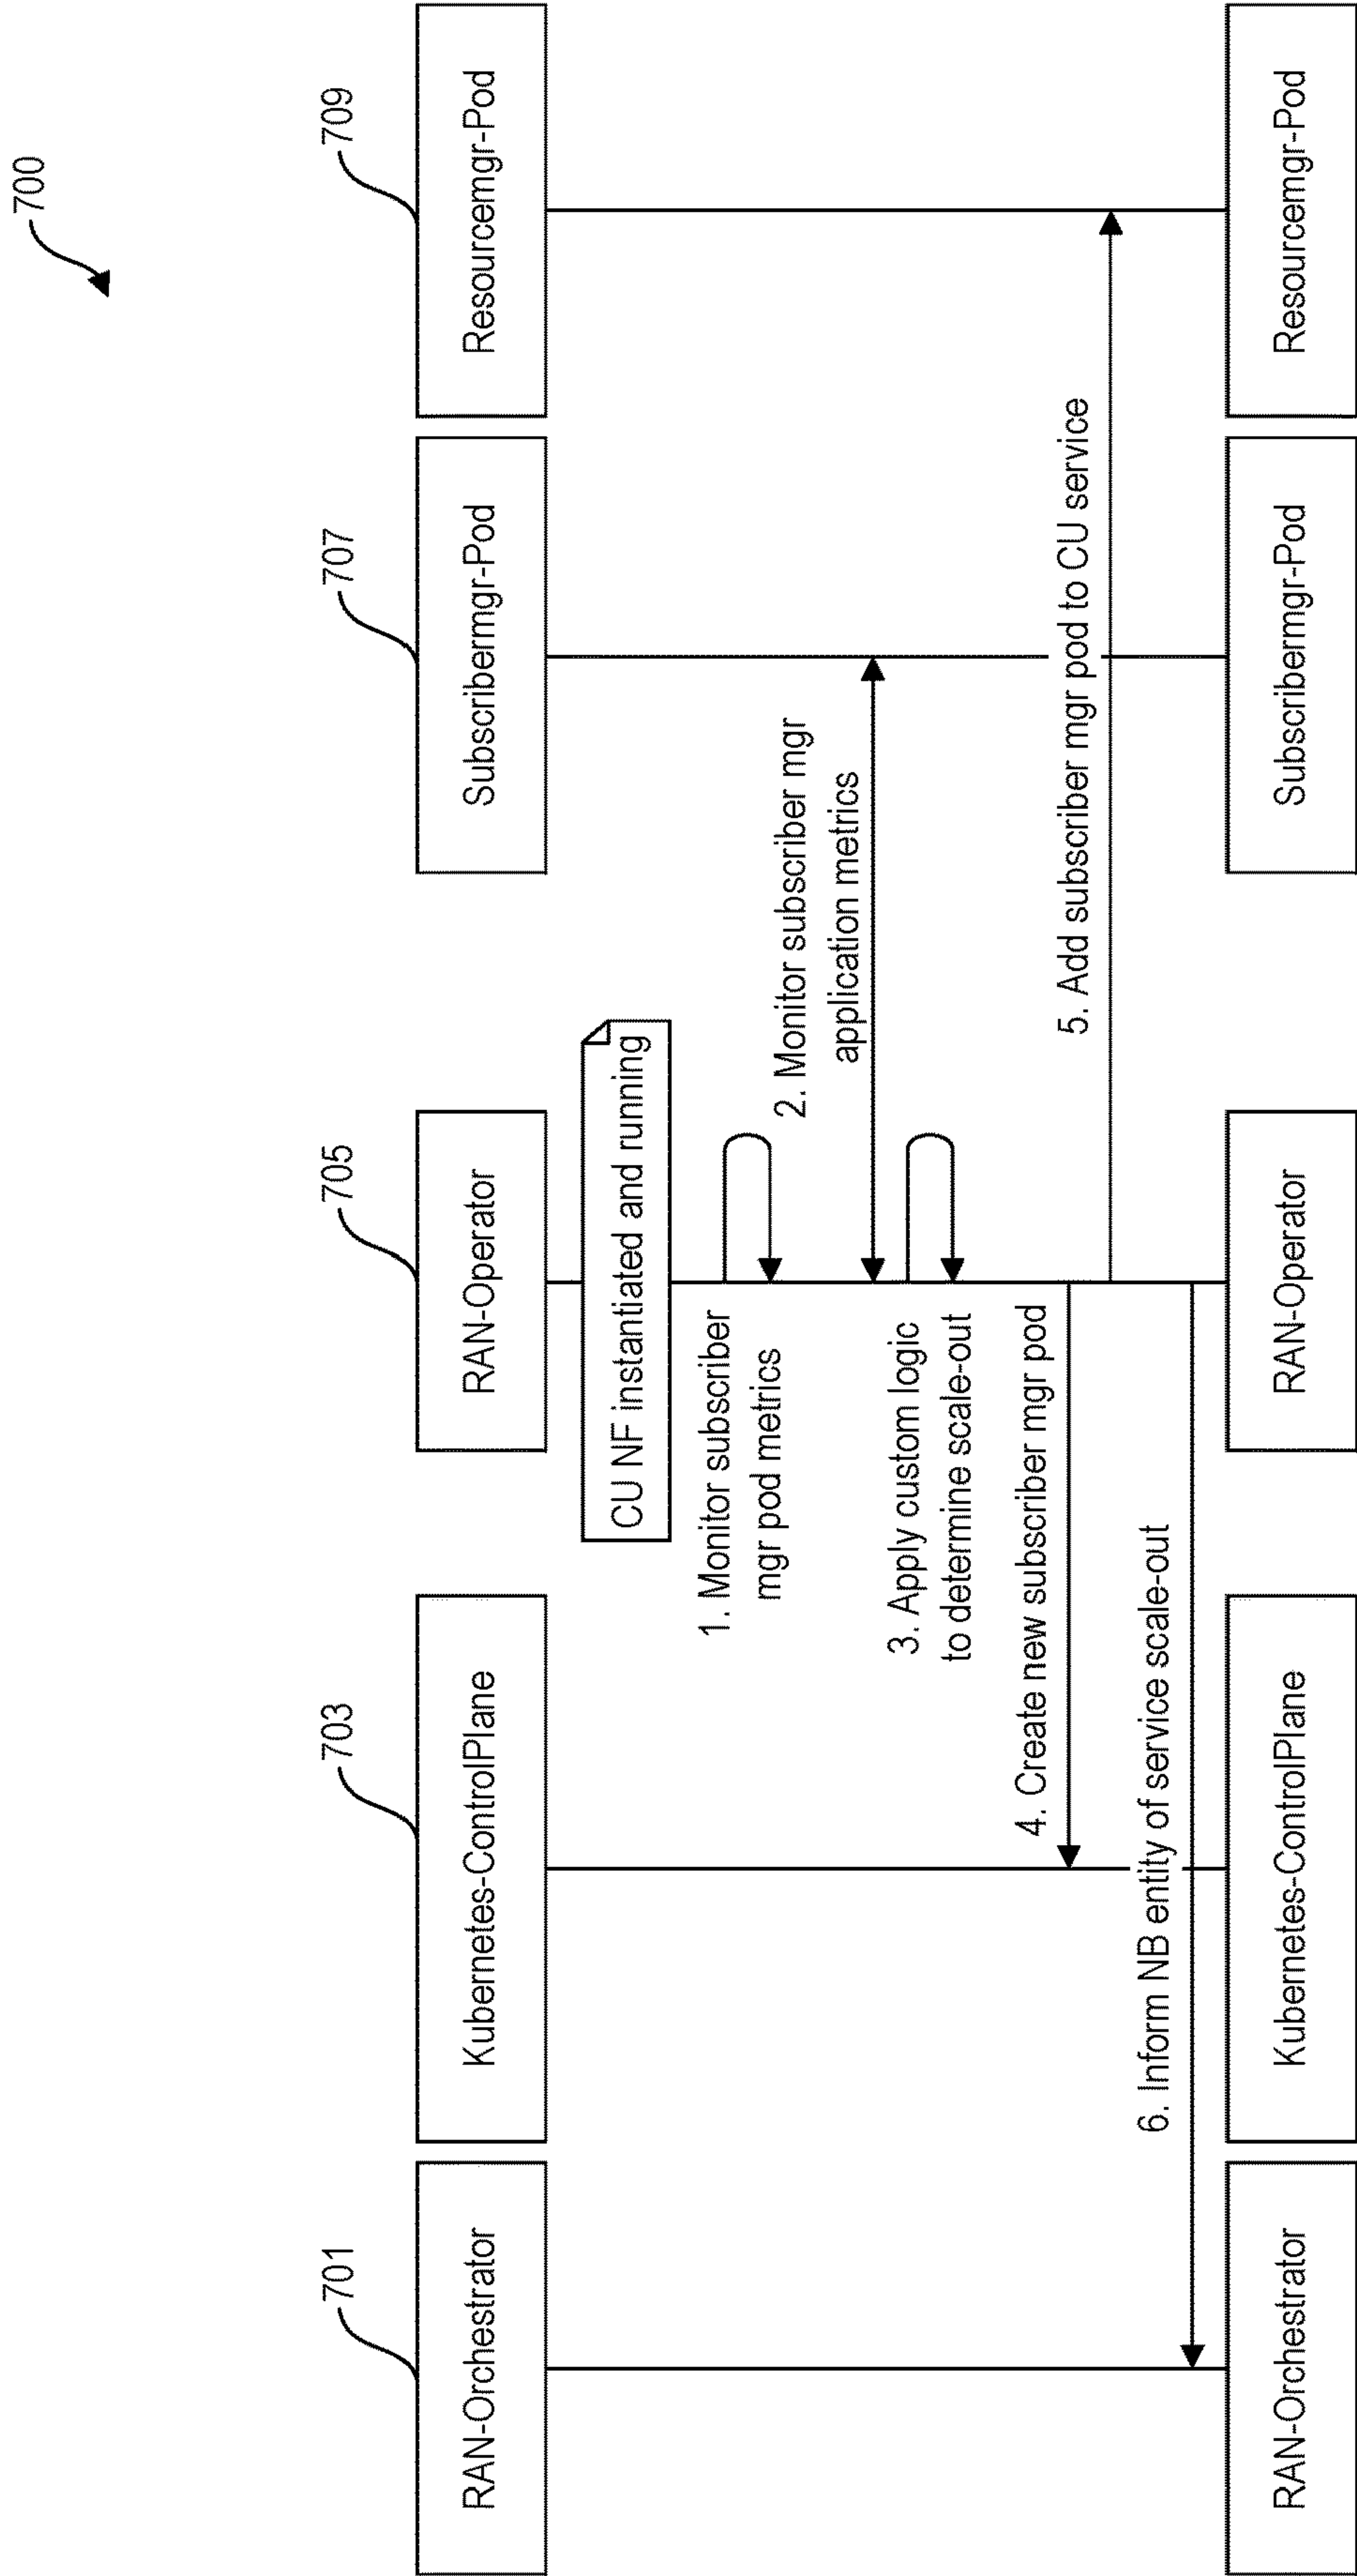 700
701
703
705
707
709
RAN-Orchestrator
Kubernetes-ControlPlane
RAN-Operator
Subscribermgr-Pod
Resourcemgr-Pod
CU NF instantiated and running
1. Monitor subscriber
mgr pod metrics
2. Monitor subscriber mgr
application metrics
3. Apply custom logic
to determine scale-out
4. Create new subscriber mgr pod
5. Add subscriber mgr pod to CU service
6. Inform NB entity of service scale-out
RAN-Orchestrator
Kubernetes-ControlPlane
RAN-Operator
Subscribermgr-Pod
Resourcemgr-Pod